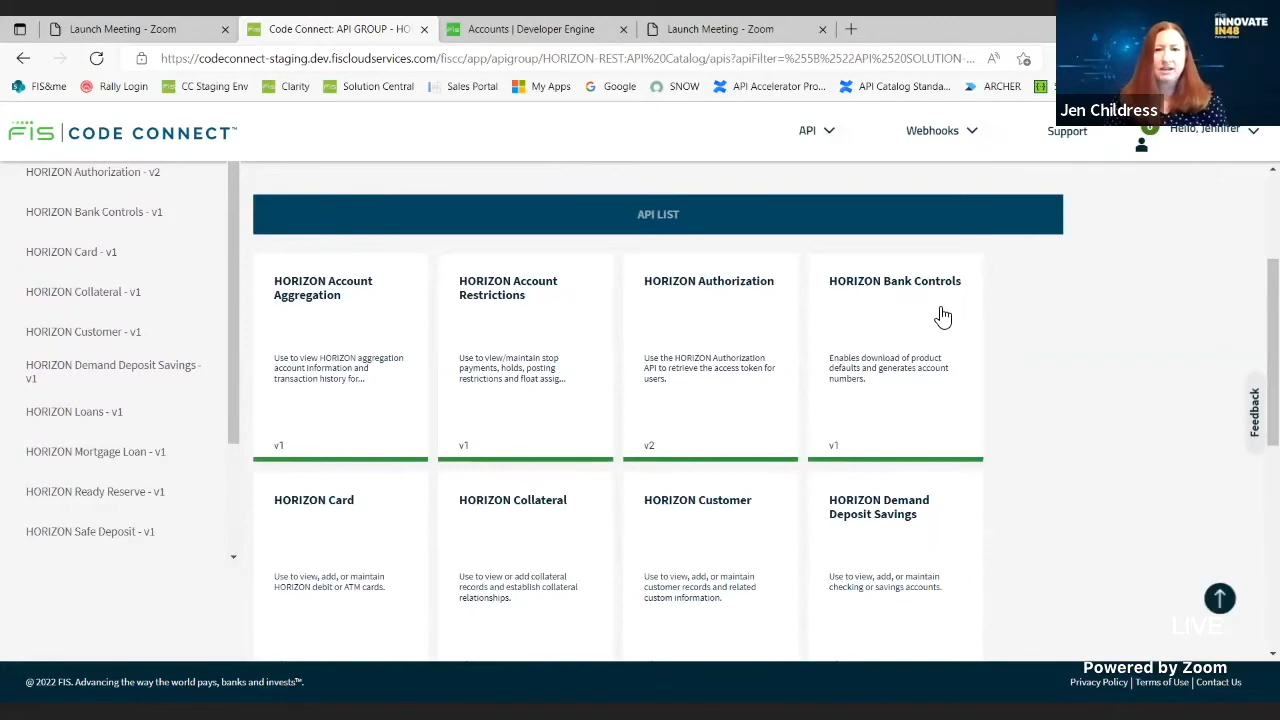 Launch Meeting - Zoom
Code Connect: API GROUP - HO
Accounts | Developer Engine
Launch Meeting - Zoom
https://codeconnect-staging.dev.fiscloudservices.com/fisci/app/apigroup/HORIZON-REST:API%20Catalog/apis?apiFilter=%255B%2522API%2520SOLUTION-...
FIS&me
Rally Login
CC Staging Env
Clarity
Solution Central
Sales Portal
My Apps
Google
SNOW
API Accelerator Pro...
API Catalog Standa...
ARCHER
INNOVATE
IN48
Jen Childress
FIS | CODE CONNECT™
API
Webhooks
Support
0
Hello, Jennifer
HORIZON Authorization - v2
HORIZON Bank Controls - v1
HORIZON Card - v1
HORIZON Collateral - v1
HORIZON Customer - v1
HORIZON Demand Deposit Savings -
v1
HORIZON Loans - v1
HORIZON Mortgage Loan - v1
HORIZON Ready Reserve - v1
HORIZON Safe Deposit - v1
API LIST
HORIZON Account
Aggregation
Use to view HORIZON aggregation
account information and
transaction history for...
v1
HORIZON Account
Restrictions
Use to view/maintain stop
payments, holds, posting
restrictions and float assig...
v1
HORIZON Authorization
Use the HORIZON Authorization
API to retrieve the access token for
users.
v2
HORIZON Bank Controls
Enables download of product
defaults and generates account
numbers.
v1
HORIZON Card
Use to view, add, or maintain
HORIZON debit or ATM cards.
HORIZON Collateral
Use to view or add collateral
records and establish collateral
relationships.
HORIZON Customer
Use to view, add, or maintain
customer records and related
custom information.
HORIZON Demand
Deposit Savings
Use to view, add, or maintain
checking or savings accounts.
Feedback
LIVE
Powered by Zoom
@ 2022 FIS. Advancing the way the world pays, banks and invests™.
Privacy Policy | Terms of Use | Contact Us